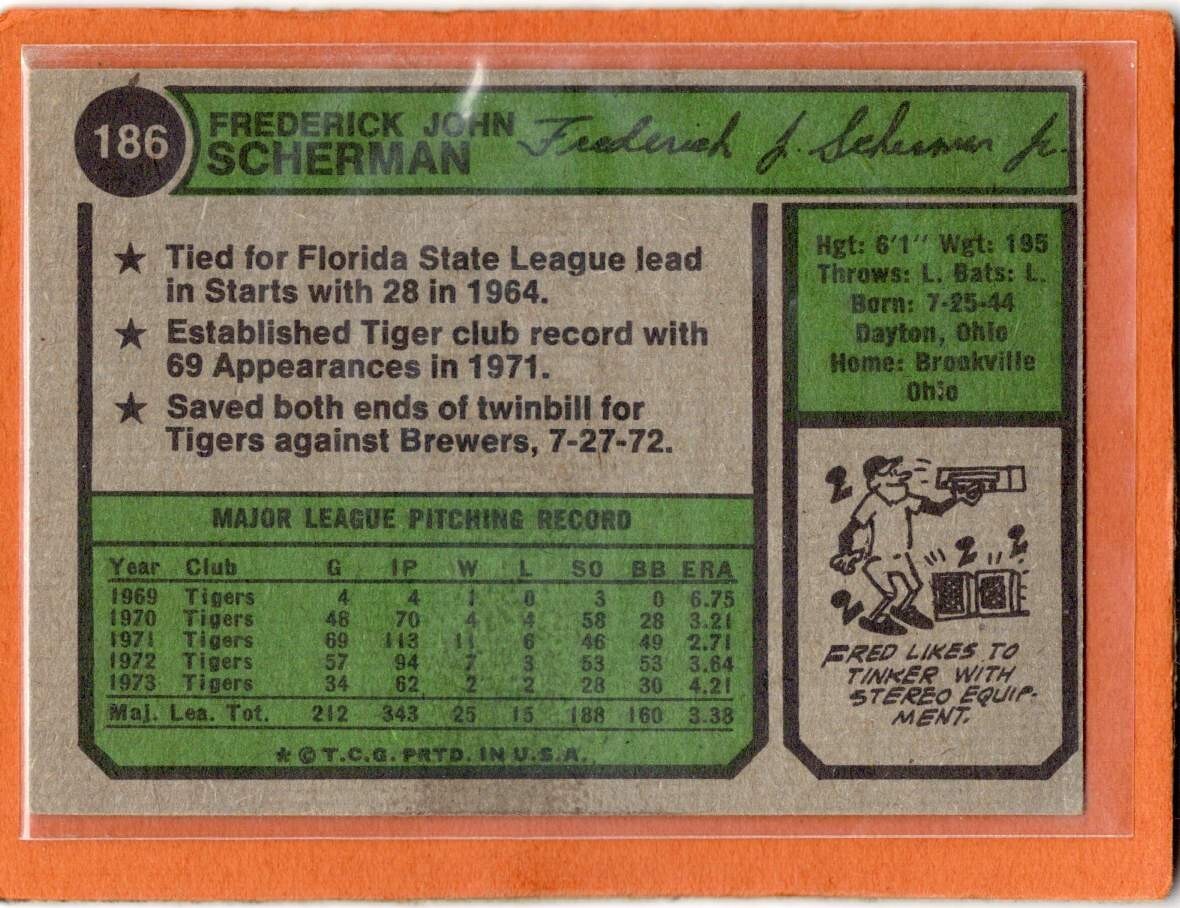 186
FREDERICK JOHN
SCHERMAN
Frederick J. Scherman Jr.
★ Tied for Florida State League lead
in Starts with 28 in 1964.
★ Established Tiger club record with
69 Appearances in 1971.
★ Saved both ends of twinbill for
Tigers against Brewers, 7-27-72.
Hgt: 6'1" Wgt: 195
Throws: L. Bats: L.
Born: 7-25-44
Dayton, Ohio
Home: Brookville
Ohio
MAJOR LEAGUE PITCHING RECORD
Year Club G IP W L SO BB ERA
1969 Tigers 4 4 1 0 3 0 6.75
1970 Tigers 48 70 4 4 58 28 3.21
1971 Tigers 69 113 11 6 46 49 2.71
1972 Tigers 57 94 7 3 53 53 3.64
1973 Tigers 34 62 2 2 28 30 4.21
Maj. Lea. Tot. 212 343 25 15 188 160 3.38
* © T.C.G. PRTD. IN U.S.A.
2
2
2
2
FRED LIKES TO
TINKER WITH
STEREO EQUIP-
MENT.